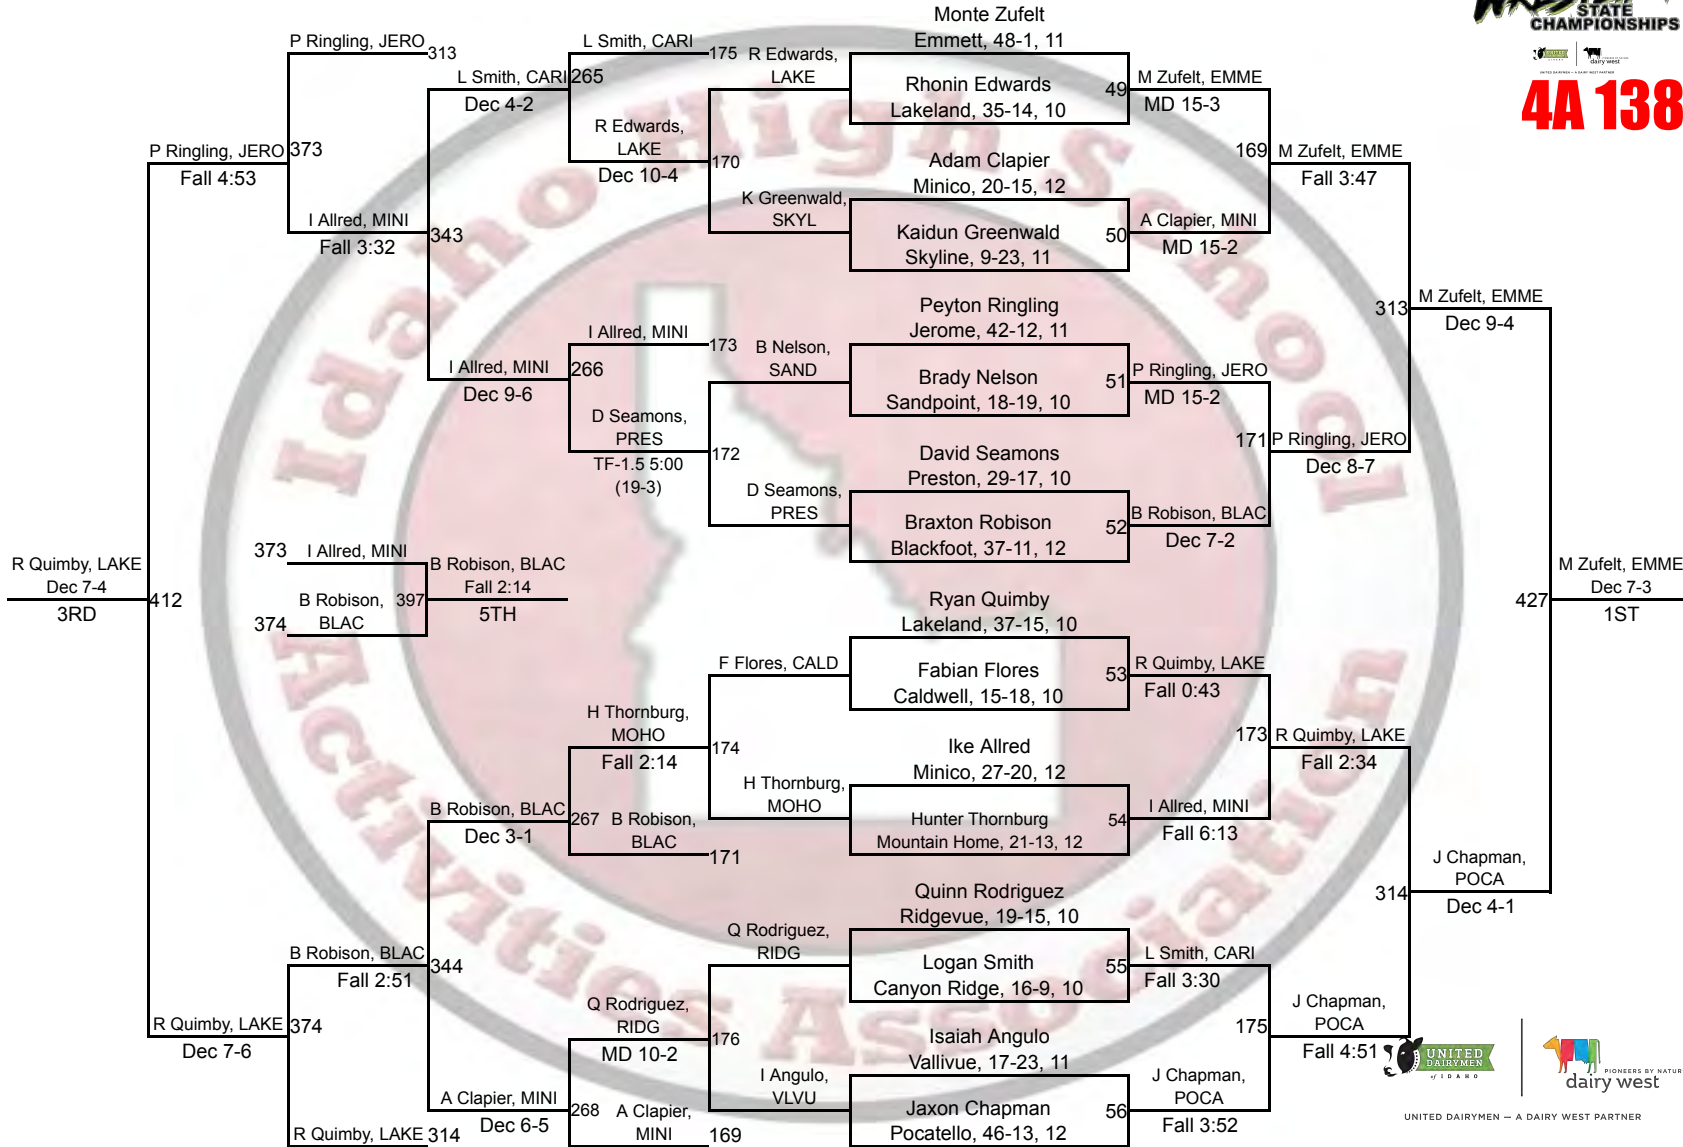 STATE
CHAMPIONSHIPS
dairy west
UNITED DAIRYMEN — A DAIRY WEST PARTNER
4A 138
Idaho High School
Activities Association
Monte Zufelt
Emmett, 48-1, 11
Rhonin Edwards
Lakeland, 35-14, 10
Adam Clapier
Minico, 20-15, 12
Kaidun Greenwald
Skyline, 9-23, 11
Peyton Ringling
Jerome, 42-12, 11
Brady Nelson
Sandpoint, 18-19, 10
David Seamons
Preston, 29-17, 10
Braxton Robison
Blackfoot, 37-11, 12
Ryan Quimby
Lakeland, 37-15, 10
Fabian Flores
Caldwell, 15-18, 10
Ike Allred
Minico, 27-20, 12
Hunter Thornburg
Mountain Home, 21-13, 12
Quinn Rodriguez
Ridgevue, 19-15, 10
Logan Smith
Canyon Ridge, 16-9, 10
Isaiah Angulo
Vallivue, 17-23, 11
Jaxon Chapman
Pocatello, 46-13, 12
49
M Zufelt, EMME
MD 15-3
50
A Clapier, MINI
MD 15-2
51
P Ringling, JERO
MD 15-2
52
B Robison, BLAC
Dec 7-2
53
R Quimby, LAKE
Fall 0:43
54
I Allred, MINI
Fall 6:13
55
L Smith, CARI
Fall 3:30
56
J Chapman,
POCA
Fall 3:52
169
M Zufelt, EMME
Fall 3:47
171
P Ringling, JERO
Dec 8-7
173
R Quimby, LAKE
Fall 2:34
175
J Chapman,
POCA
Fall 4:51
313
M Zufelt, EMME
Dec 9-4
314
J Chapman,
POCA
Dec 4-1
427
M Zufelt, EMME
Dec 7-3
1ST
R Edwards,
LAKE
K Greenwald,
SKYL
B Nelson,
SAND
D Seamons,
PRES
F Flores, CALD
H Thornburg,
MOHO
Q Rodriguez,
RIDG
I Angulo,
VLVU
L Smith, CARI
175
R Edwards,
LAKE
Dec 10-4
170
I Allred, MINI
173
D Seamons,
PRES
TF-1.5 5:00
(19-3)
172
H Thornburg,
MOHO
Fall 2:14
174
B Robison,
BLAC
171
Q Rodriguez,
RIDG
MD 10-2
176
A Clapier,
MINI
169
L Smith, CARI
Dec 4-2
265
I Allred, MINI
Dec 9-6
266
B Robison, BLAC
Dec 3-1
267
A Clapier, MINI
Dec 6-5
268
P Ringling, JERO
313
I Allred, MINI
Fall 3:32
343
B Robison, BLAC
Fall 2:51
344
R Quimby, LAKE
314
P Ringling, JERO
Fall 4:53
373
R Quimby, LAKE
Dec 7-6
374
R Quimby, LAKE
Dec 7-4
3RD
412
373
I Allred, MINI
374
B Robison,
BLAC
397
B Robison, BLAC
Fall 2:14
5TH
UNITED
DAIRYMEN
of IDAHO
PIONEERS BY NATUR
dairy west
UNITED DAIRYMEN — A DAIRY WEST PARTNER